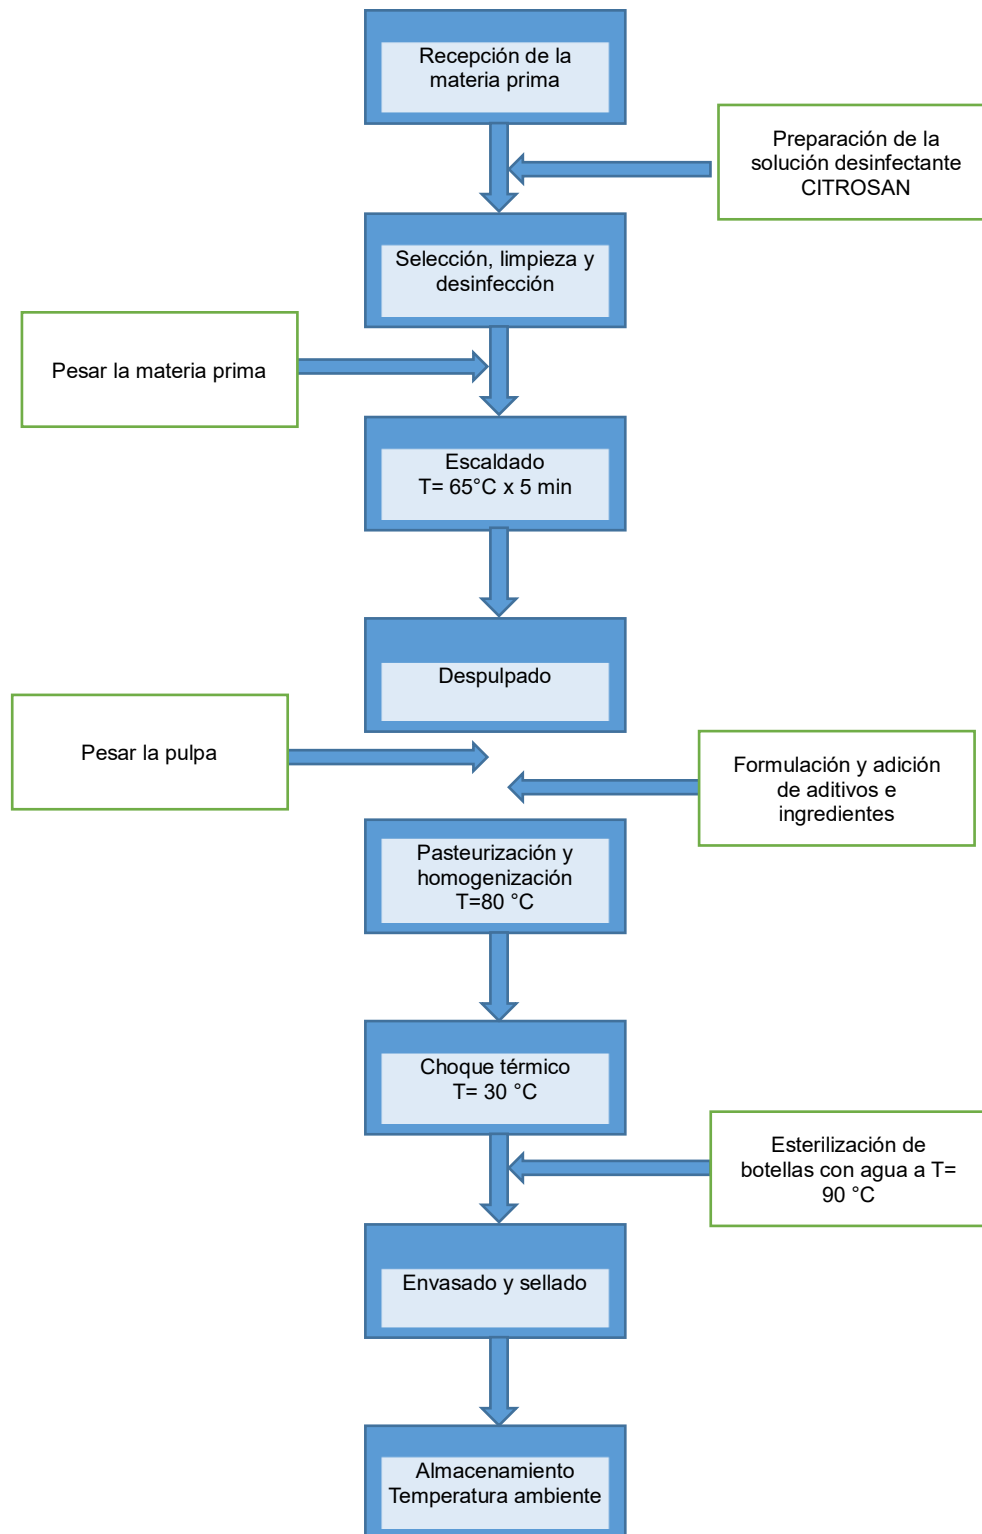 Recepción de la
materia prima
Preparación de la
solución desinfectante
CITROSAN
Selección, limpieza y
desinfección
Pesar la materia prima
Escaldado
T= 65°C x 5 min
Despulpado
Pesar la pulpa
Formulación y adición
de aditivos e
ingredientes
Pasteurización y
homogenización
T=80 °C
Choque térmico
T= 30 °C
Esterilización de
botellas con agua a T=
90 °C
Envasado y sellado
Almacenamiento
Temperatura ambiente